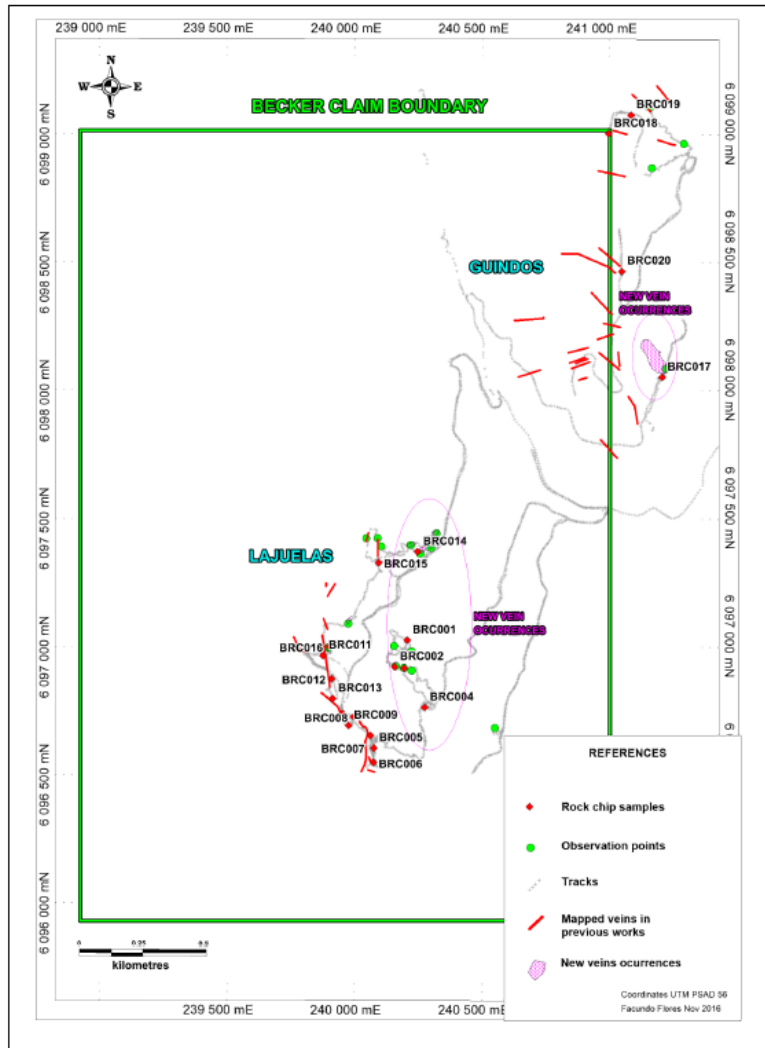 239 000 mE
239 500 mE
240 000 mE
240 500 mE
241 000 mE
N
W E
S
BECKER CLAIM BOUNDARY
BRC019
BRC018
6 099 000 mN
6 099 000 mN
GUINDOS
BRC020
6 098 500 mN
6 098 500 mN
NEW VEIN
OCURRENCES
BRC017
6 098 000 mN
6 098 000 mN
6 097 500 mN
6 097 500 mN
LAJUELAS
BRC014
BRC015
NEW VEIN
OCURRENCES
BRC001
6 097 000 mN
6 097 000 mN
BRC016
BRC011
BRC002
BRC012
BRC013
BRC004
BRC008
BRC009
BRC005
BRC007
BRC006
6 096 500 mN
6 096 000 mN
REFERENCES
Rock chip samples
Observation points
Tracks
Mapped veins in
previous works
New veins ocurrences
Coordinates UTM PSAD 56
Facundo Flores Nov 2016
0 0.25
kilometres
239 500 mE
240 000 mE
240 500 mE